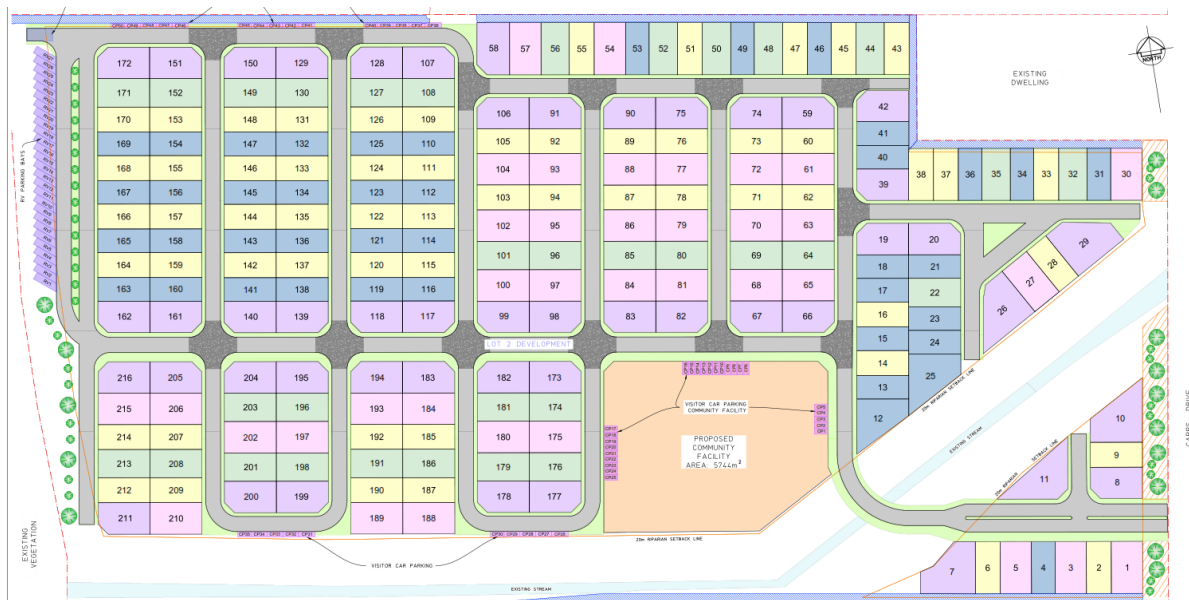 58 57 56 55 54 53 52 51 50 49 48 47 46 45 44 43
EXISTING
DWELLING
NORTH
172 151 150 129 128 107
171 152 149 130 127 108
170 153 148 131 126 109
169 154 147 132 125 110
168 155 146 133 124 111
167 156 145 134 123 112
166 157 144 135 122 113
165 158 143 136 121 114
164 159 142 137 120 115
163 160 141 138 119 116
162 161 140 139 118 117
106 91 90 75 74 59
105 92 89 76 73 60
104 93 88 77 72 61
103 94 87 78 71 62
102 95 86 79 70 63
101 96 85 80 69 64
100 97 84 81 68 65
99 98 83 82 67 66
42
41
40
39
38 37 36 35 34 33 32 31 30
19 20
18 21
17 22
16 23
15 24
14 25
13
12
26 27 28 29
RV PARKING BAYS
LOT 2 DEVELOPMENT
216 205 204 195 194 183 182 173
215 206 203 196 193 184 181 174
214 207 202 197 192 185 180 175
213 208 201 198 191 186 179 176
212 209 200 199 190 187 178 177
211 210 189 188
VISITOR CAR PARKING
COMMUNITY FACILITY
PROPOSED
COMMUNITY
FACILITY
AREA: 5744m²
20m RIPARIAN SETBACK LINE
EXISTING STREAM
20m RIPARIAN SETBACK LINE
10
9
8
11
EXISTING
VEGETATION
20m RIPARIAN SETBACK LINE
VISITOR CAR PARKING
EXISTING STREAM
7 6 5 4 3 2 1